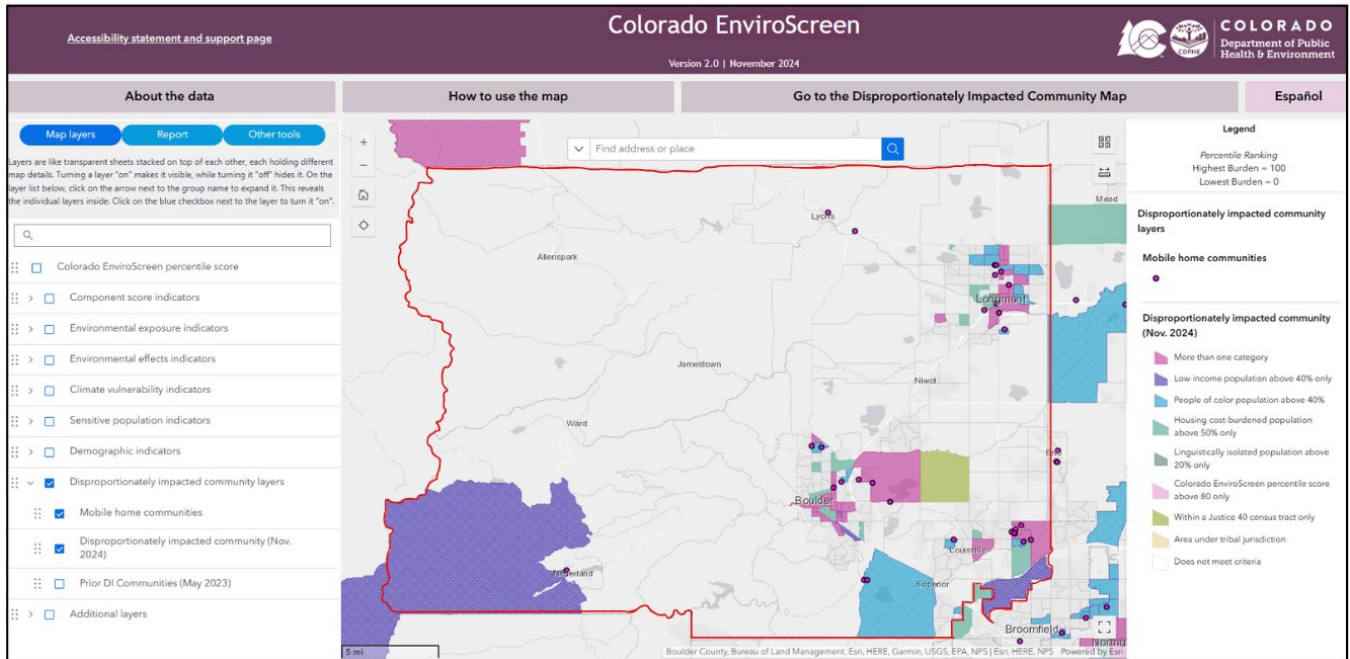 Accessibility statement and support page
Colorado EnviroScreen
Version 2.0 | November 2024
CDPHE
COLORADO
Department of Public
Health & Environment
About the data
How to use the map
Go to the Disproportionately Impacted Community Map
Español
Map layers
Report
Other tools
Layers are like transparent sheets stacked on top of each other, each holding different
map details. Turning a layer "on" makes it visible, while turning it "off" hides it. On the
layer list below, click on the arrow next to the group name to expand it. This reveals
the individual layers inside. Click on the blue checkbox next to the layer to turn it "on".
Colorado EnviroScreen percentile score
Component score indicators
Environmental exposure indicators
Environmental effects indicators
Climate vulnerability indicators
Sensitive population indicators
Demographic indicators
Disproportionately impacted community layers
Mobile home communities
Disproportionately impacted community (Nov.
2024)
Prior DI Communities (May 2023)
Additional layers
Find address or place
Mead
Lyons
Allenspark
Longmont
Jamestown
Niwot
Ward
Erie
Boulder
Louisville
Nederland
Superior
Broomfield
5 mi
Boulder County, Bureau of Land Management, Esri, HERE, Garmin, USGS, EPA, NPS | Esri, HERE, NPS
Powered by Esri
Legend
Percentile Ranking
Highest Burden ~ 100
Lowest Burden ~ 0
Disproportionately impacted community
layers
Mobile home communities
Disproportionately impacted community
(Nov. 2024)
More than one category
Low-income population above 40% only
People of color population above 40%
Housing cost-burdened population
above 50% only
Linguistically isolated population above
20% only
Colorado EnviroScreen percentile score
above 80 only
Within a Justice 40 census tract only
Area under tribal jurisdiction
Does not meet criteria